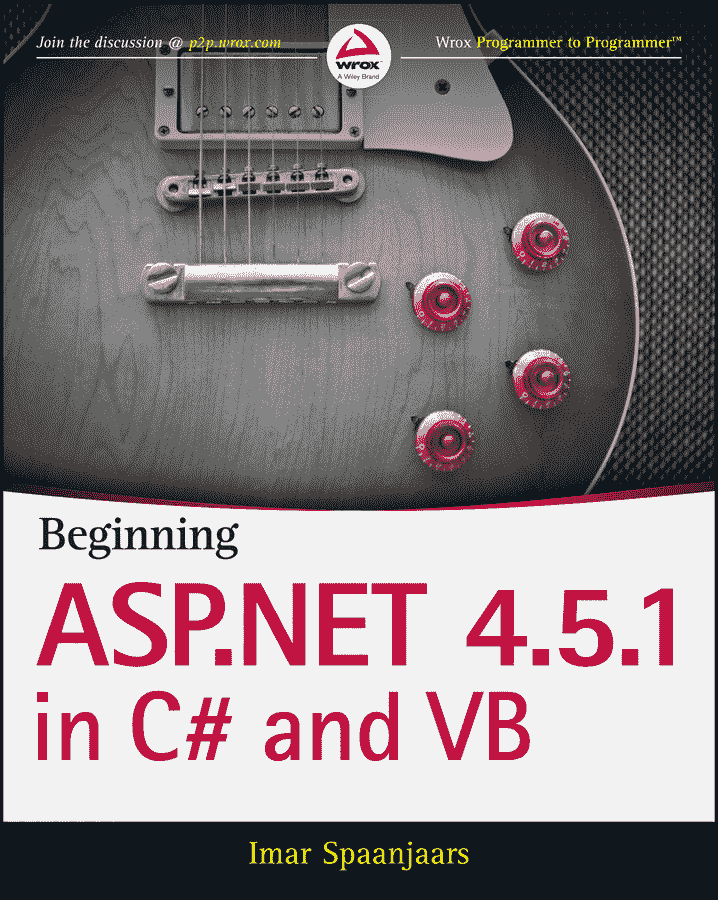 Join the discussion @ p2p.wrox.com
Wrox Programmer to Programmer™
wrox™
A Wiley Brand
Beginning
ASP.NET 4.5.1
in C# and VB
Imar Spaanjaars